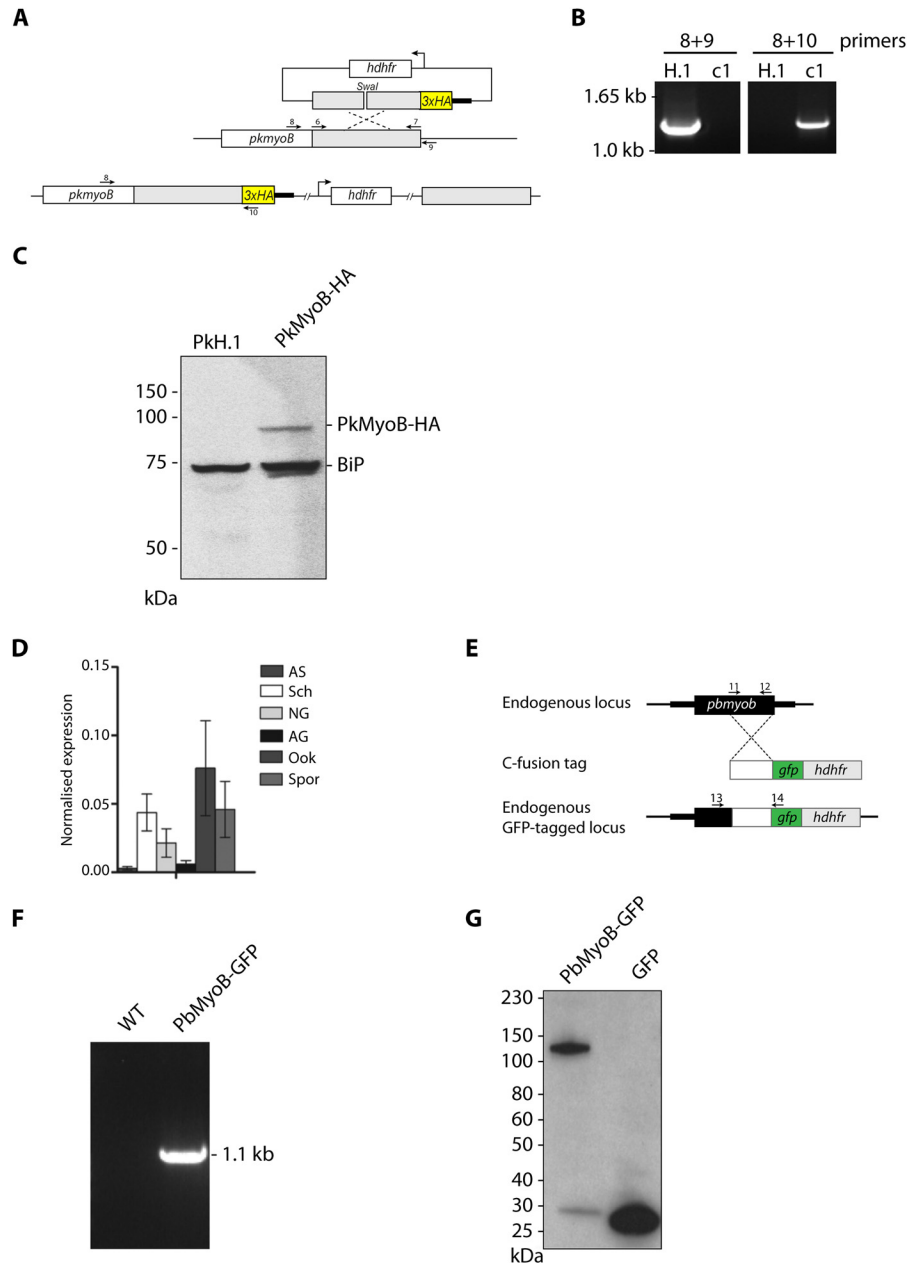 A
hdhfr
SwaI
3xHA
8
6
7
pkmyoB
9
8
pkmyoB
3xHA
hdhfr
10
B
8+9
8+10
primers
H.1
c1
H.1
c1
1.65 kb
1.0 kb
C
PkH.1
PkMyoB-HA
150
100
75
50
kDa
PkMyoB-HA
BiP
D
Normalised expression
0.15
0.10
0.05
0.00
AS
Sch
NG
AG
Ook
Spor
E
Endogenous locus
11
12
pbmyob
C-fusion tag
gfp
hdhfr
Endogenous
GFP-tagged locus
13
14
gfp
hdhfr
F
WT
PbMyoB-GFP
1.1 kb
G
PbMyoB-GFP
GFP
230
150
100
80
60
50
40
30
25
kDa